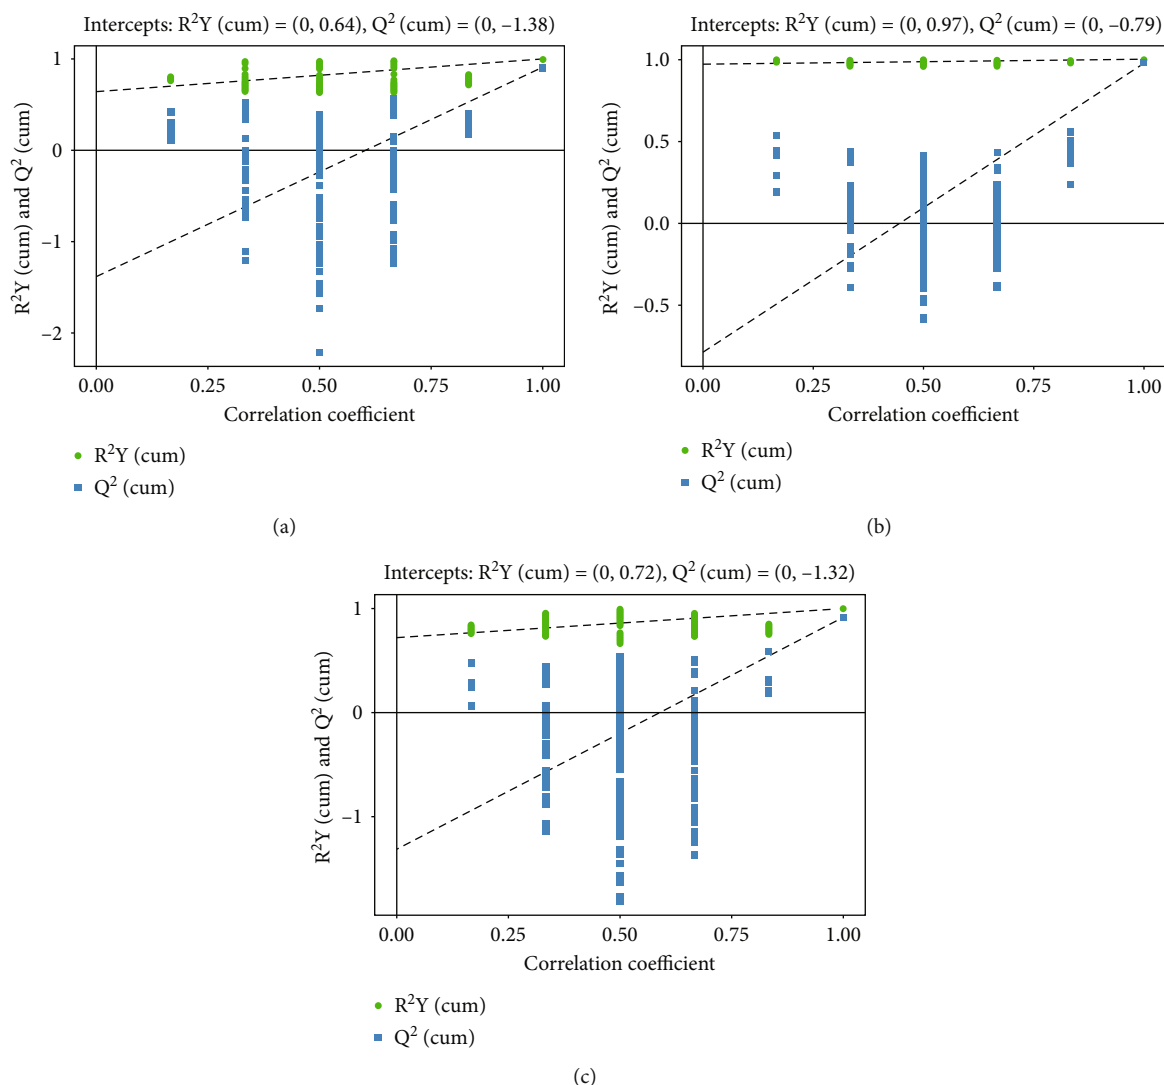 Intercepts: R²Y (cum) = (0, 0.64), Q² (cum) = (0, –1.38)
1
0
–1
–2
R²Y (cum) and Q² (cum)
0.00 0.25 0.50 0.75 1.00
Correlation coefficient
R²Y (cum)
Q² (cum)
(a)
Intercepts: R²Y (cum) = (0, 0.97), Q² (cum) = (0, –0.79)
1.0
0.5
0.0
–0.5
R²Y (cum) and Q² (cum)
0.00 0.25 0.50 0.75 1.00
Correlation coefficient
R²Y (cum)
Q² (cum)
(b)
Intercepts: R²Y (cum) = (0, 0.72), Q² (cum) = (0, –1.32)
1
0
–1
R²Y (cum) and Q² (cum)
0.00 0.25 0.50 0.75 1.00
Correlation coefficient
R²Y (cum)
Q² (cum)
(c)